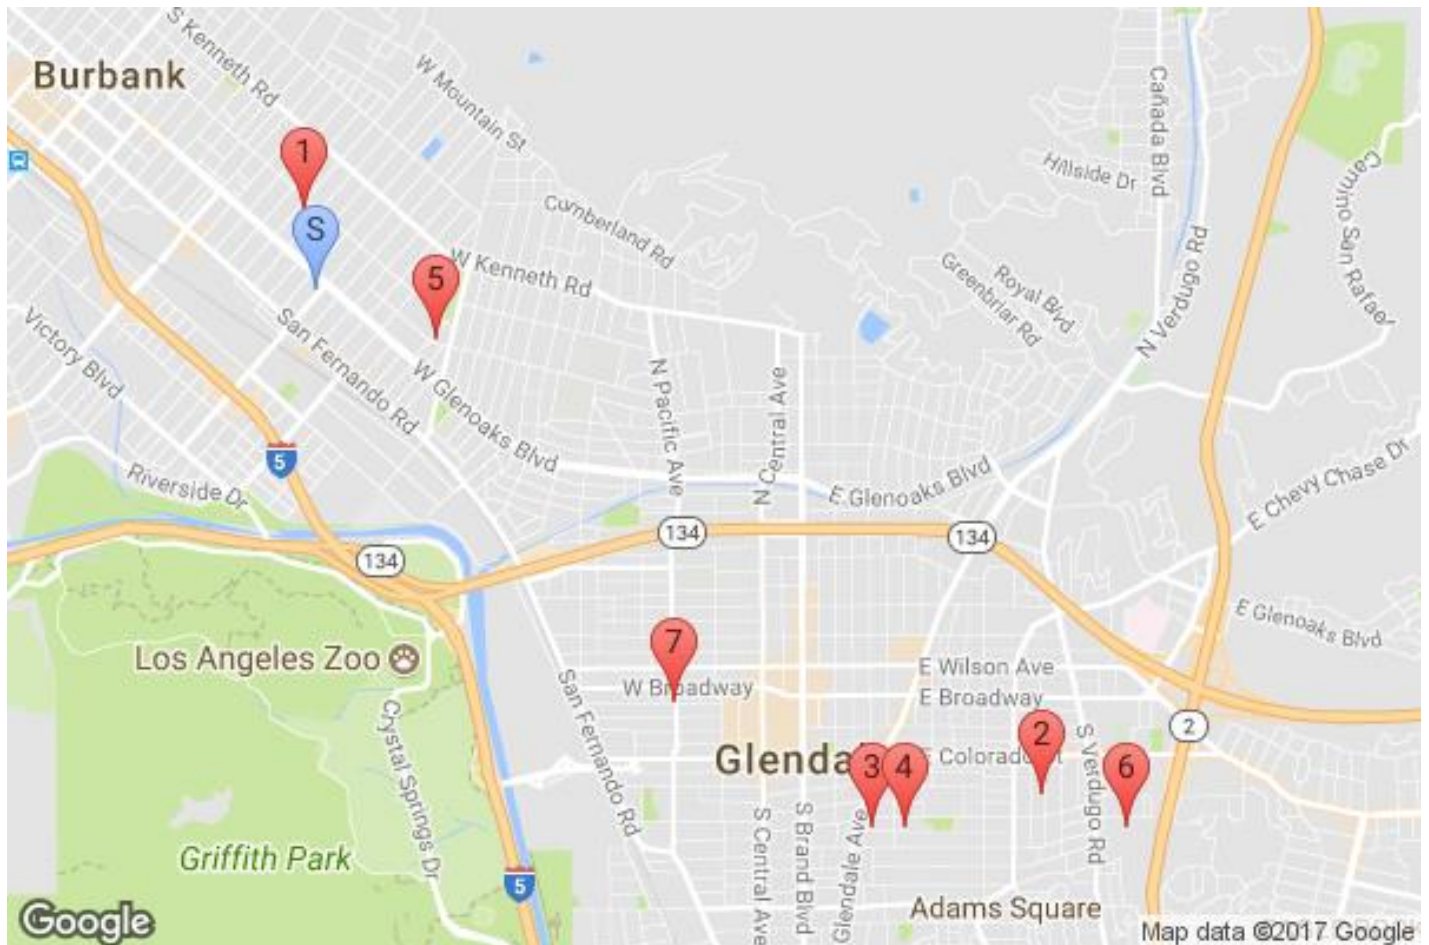 Burbank
S Kenneth Rd
W Mountain St
1
S
5
Cumberland Rd
W Kenneth Rd
Cañada Blvd
Hillside Dr
Camino San Rafael
N Verdugo Rd
Royal Blvd
Greenbriar Rd
Victory Blvd
San Fernando Rd
W Glenoaks Blvd
N Pacific Ave
N Central Ave
E Glenoaks Blvd
E Chevy Chase Dr
5
Riverside Dr
134
134
134
E Glenoaks Blvd
Los Angeles Zoo
7
W Broadway
E Wilson Ave
E Broadway
San Fernando Rd
Crystal Springs Dr
Glenda
3
4
E Colorado
2
S Verdugo Rd
6
2
S Central Ave
S Brand Blvd
Glendale Ave
Griffith Park
5
Adams Square
Google
Map data ©2017 Google